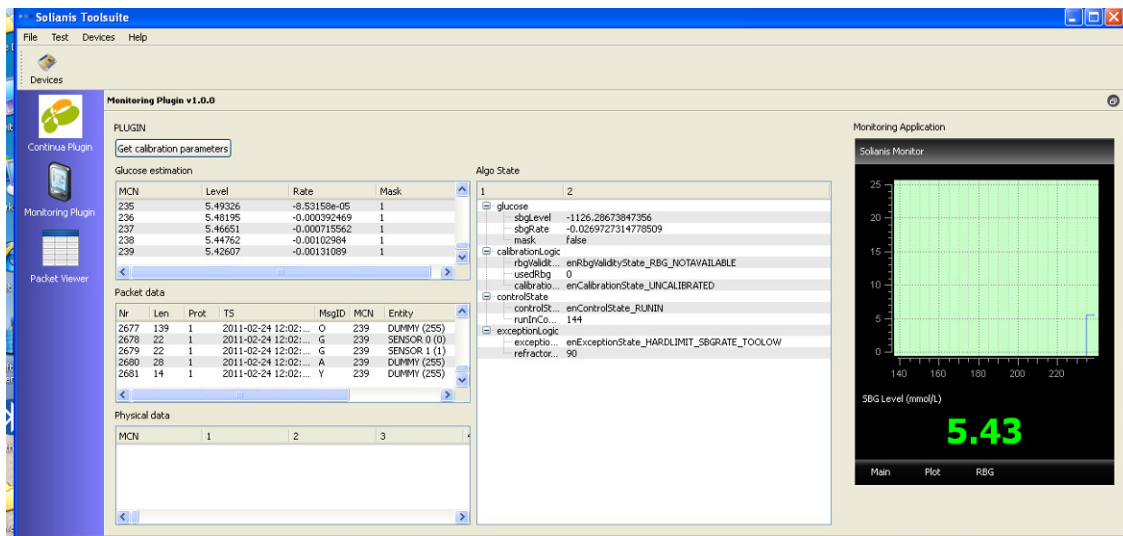 Solianis Toolsuite
File Test Devices Help
Devices
Monitoring Plugin v1.0.0
Continua Plugin
Monitoring Plugin
Packet Viewer
PLUGIN
Get calibration parameters
Glucose estimation
MCN Level Rate Mask
235 5.49326 -8.53158e-05 1
236 5.48195 -0.000392469 1
237 5.46651 -0.000715562 1
238 5.44762 -0.00102984 1
239 5.42607 -0.00131089 1
Packet data
Nr Len Prot TS MsgID MCN Entity
2677 139 1 2011-02-24 12:02:... O 239 DUMMY (255)
2678 22 1 2011-02-24 12:02:... G 239 SENSOR 0 (0)
2679 22 1 2011-02-24 12:02:... G 239 SENSOR 1 (1)
2680 28 1 2011-02-24 12:02:... A 239 DUMMY (255)
2681 14 1 2011-02-24 12:02:... Y 239 DUMMY (255)
Physical data
MCN 1 2 3
Algo State
1 2
glucose
sbgLevel -1126.28673847356
sbgRate -0.0269727314778509
mask false
calibrationLogic
rbgValidit... enRbgValidityState_RBG_NOTAVAILABLE
usedRbg 0
calibratio... enCalibrationState_UNCALIBRATED
controlState
controlSt... enControlState_RUNIN
runInCo... 144
exceptionLogic
exceptio... enExceptionState_HARDLIMIT_SBGRATE_TOOLOW
refractor... 90
Monitoring Application
Solianis Monitor
25
20
15
10
5
0
140 160 180 200 220
SBG Level (mmol/L)
5.43
Main Plot RBG